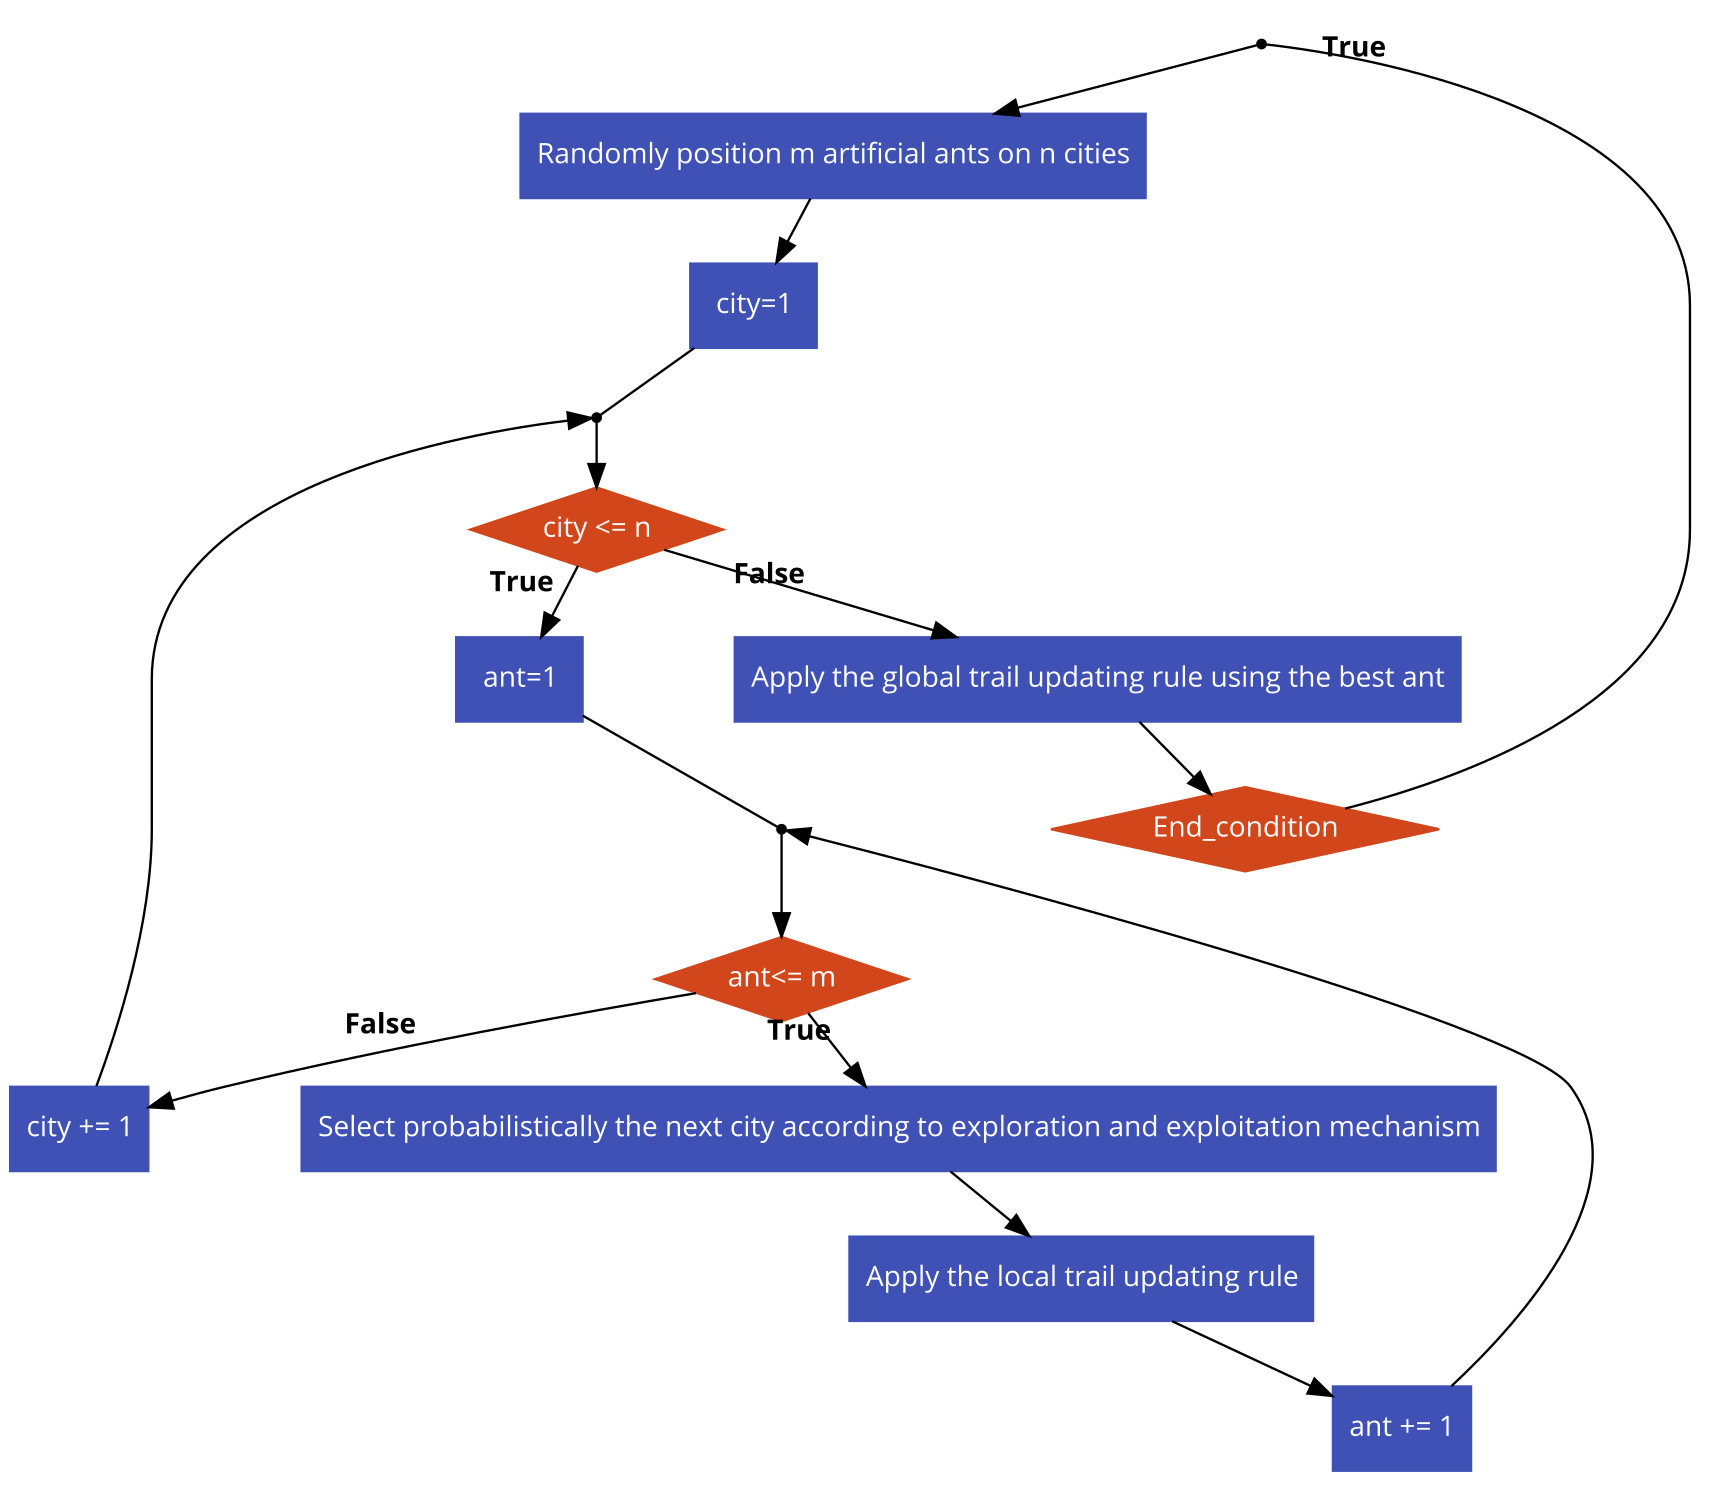 True
Randomly position m artificial ants on n cities
city=1
city <= n
True
False
ant=1
Apply the global trail updating rule using the best ant
End_condition
ant<= m
False
True
city += 1
Select probabilistically the next city according to exploration and exploitation mechanism
Apply the local trail updating rule
ant += 1